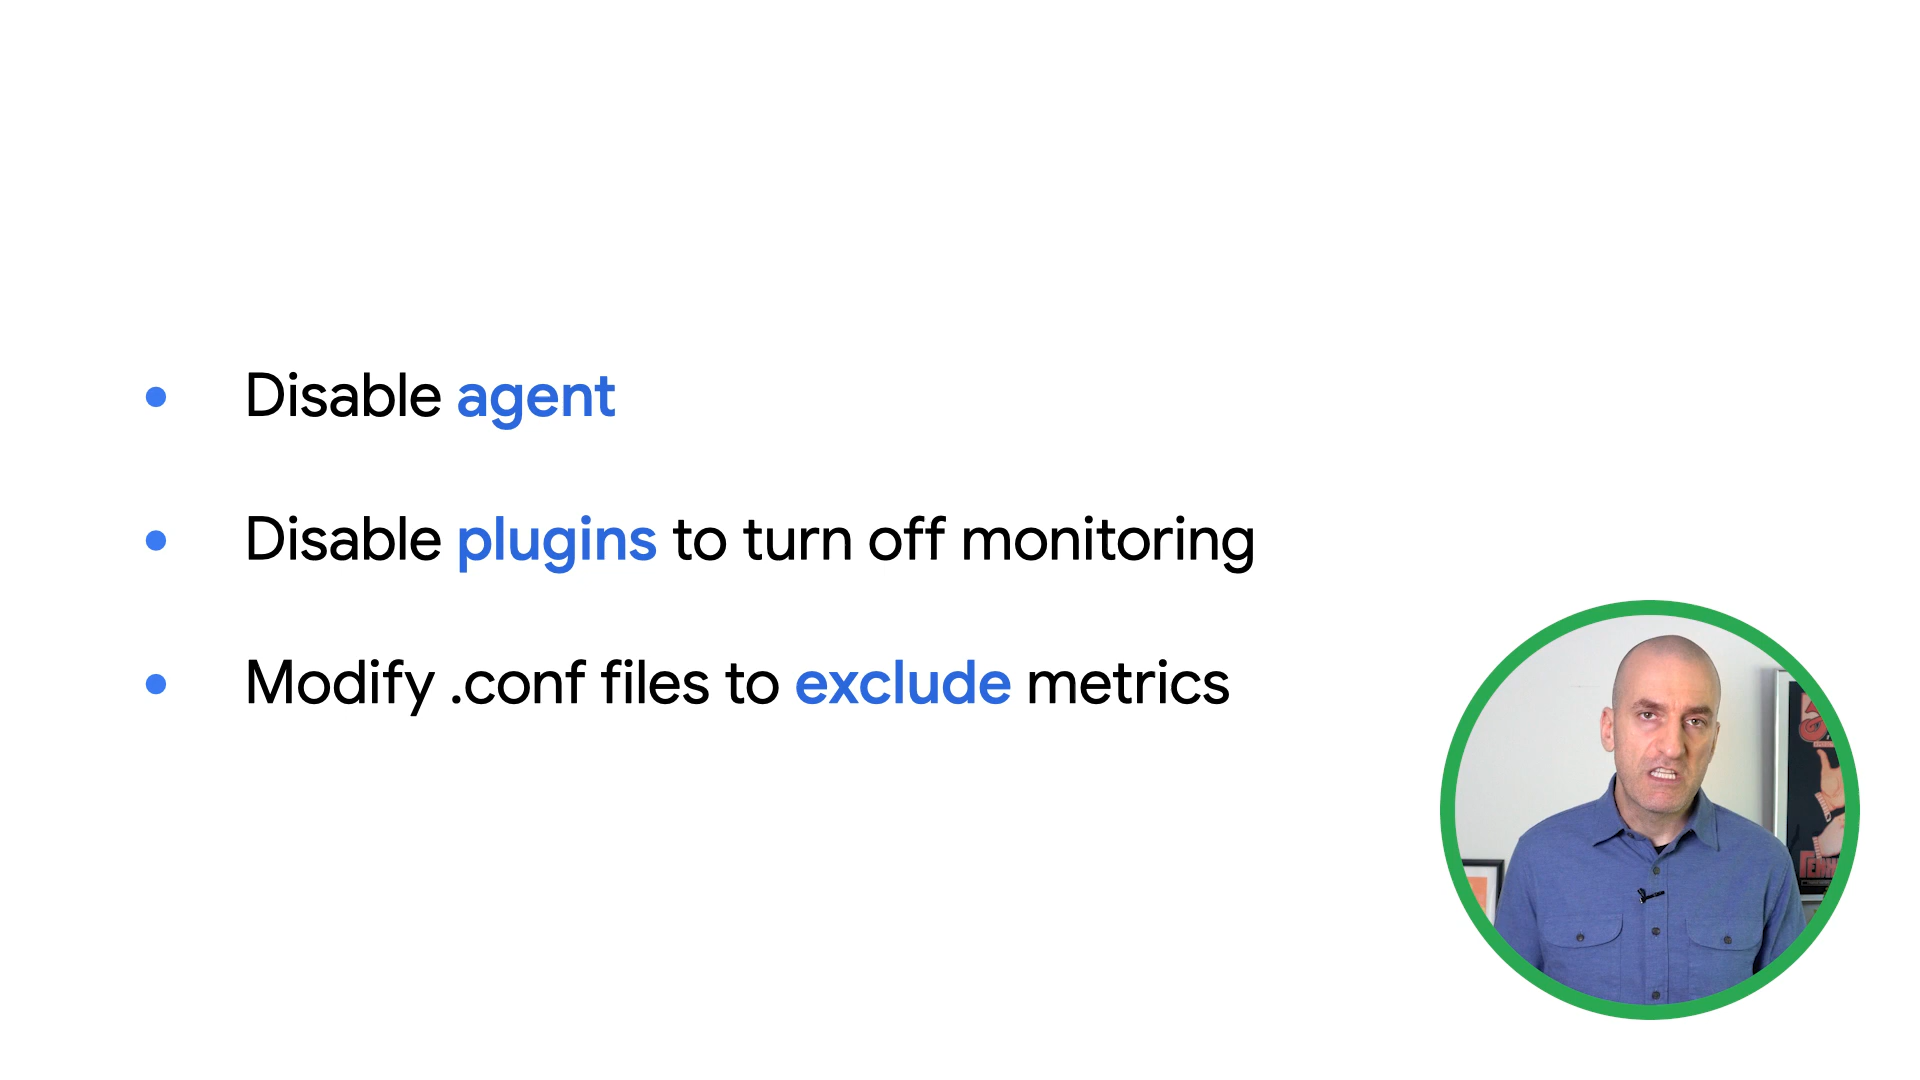 Disable agent
Disable plugins to turn off monitoring
Modify .conf files to exclude metrics